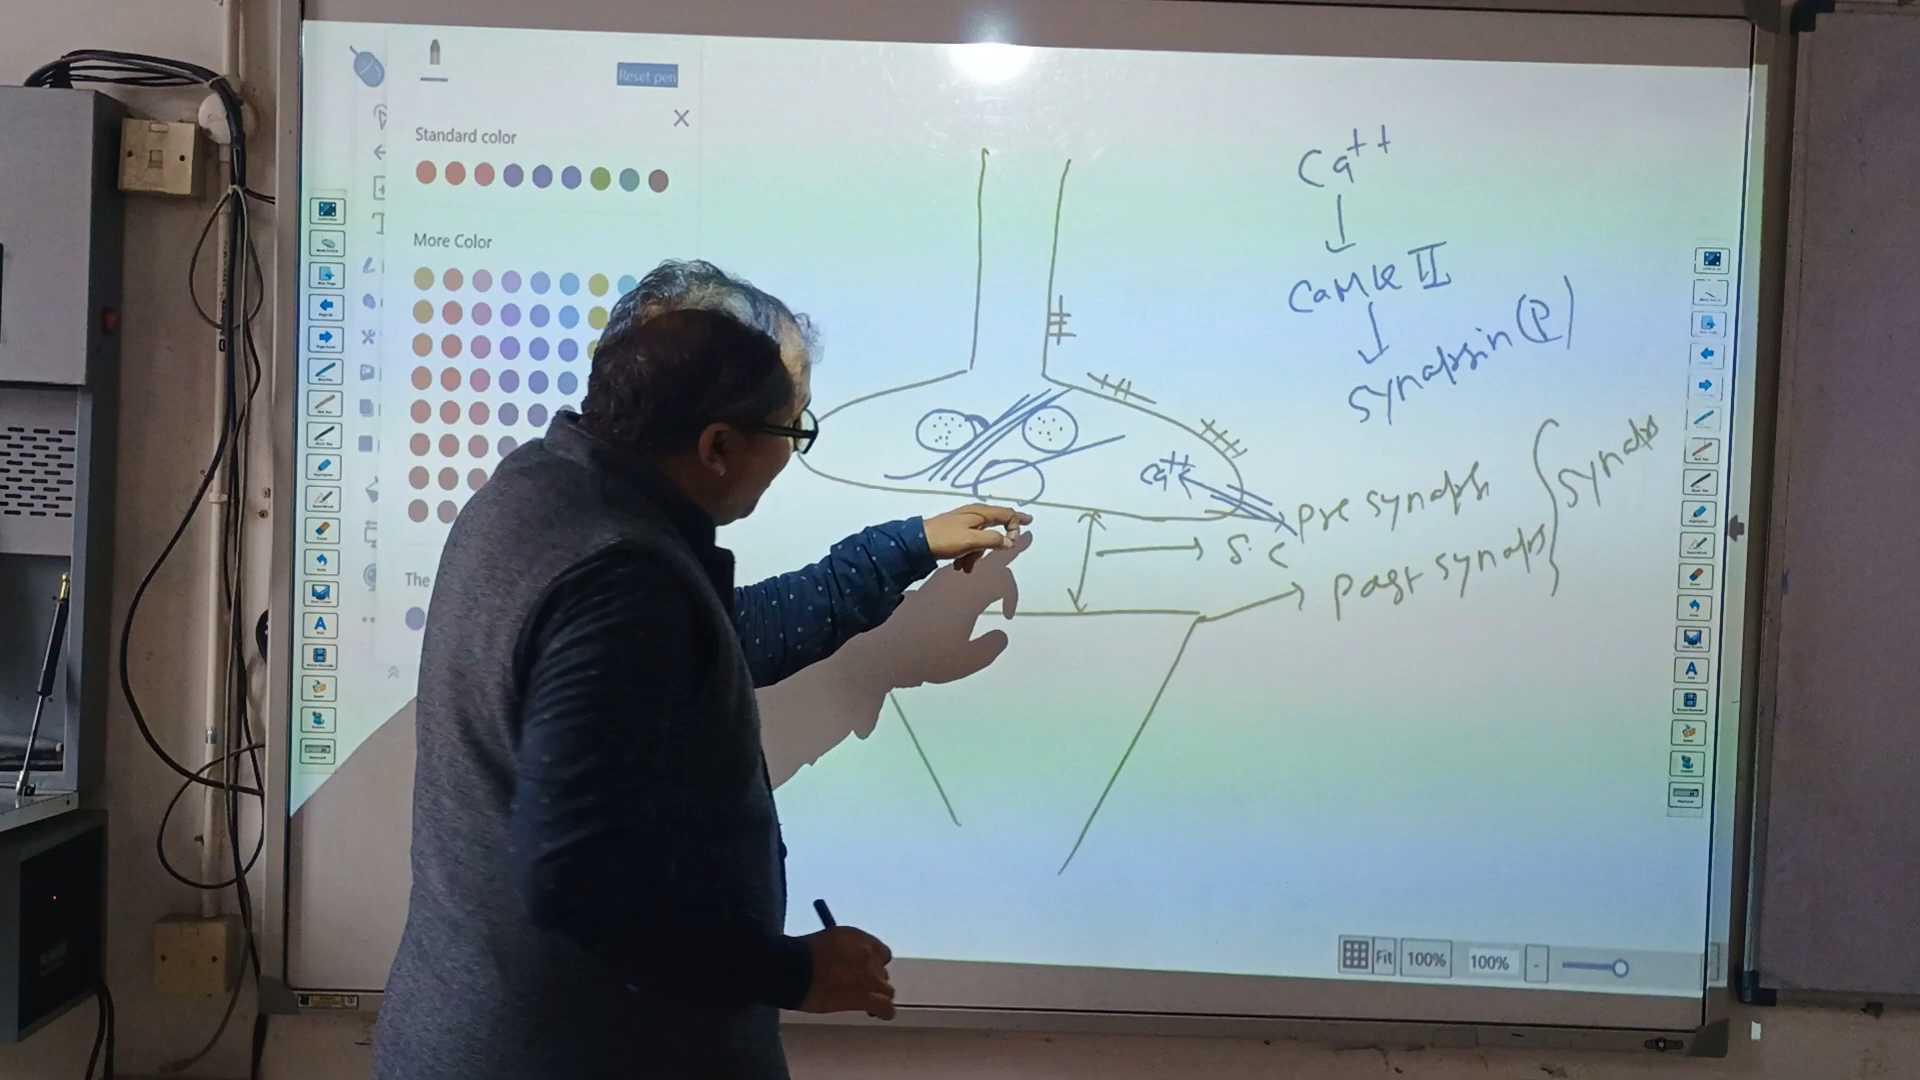 Reset pen
Standard color
More Color
The
Ca++
CaMK II
synapsin (P)
Ca++
pre synaps
S.C
post synaps
synaps
A
A
Fit
100%
100%
-